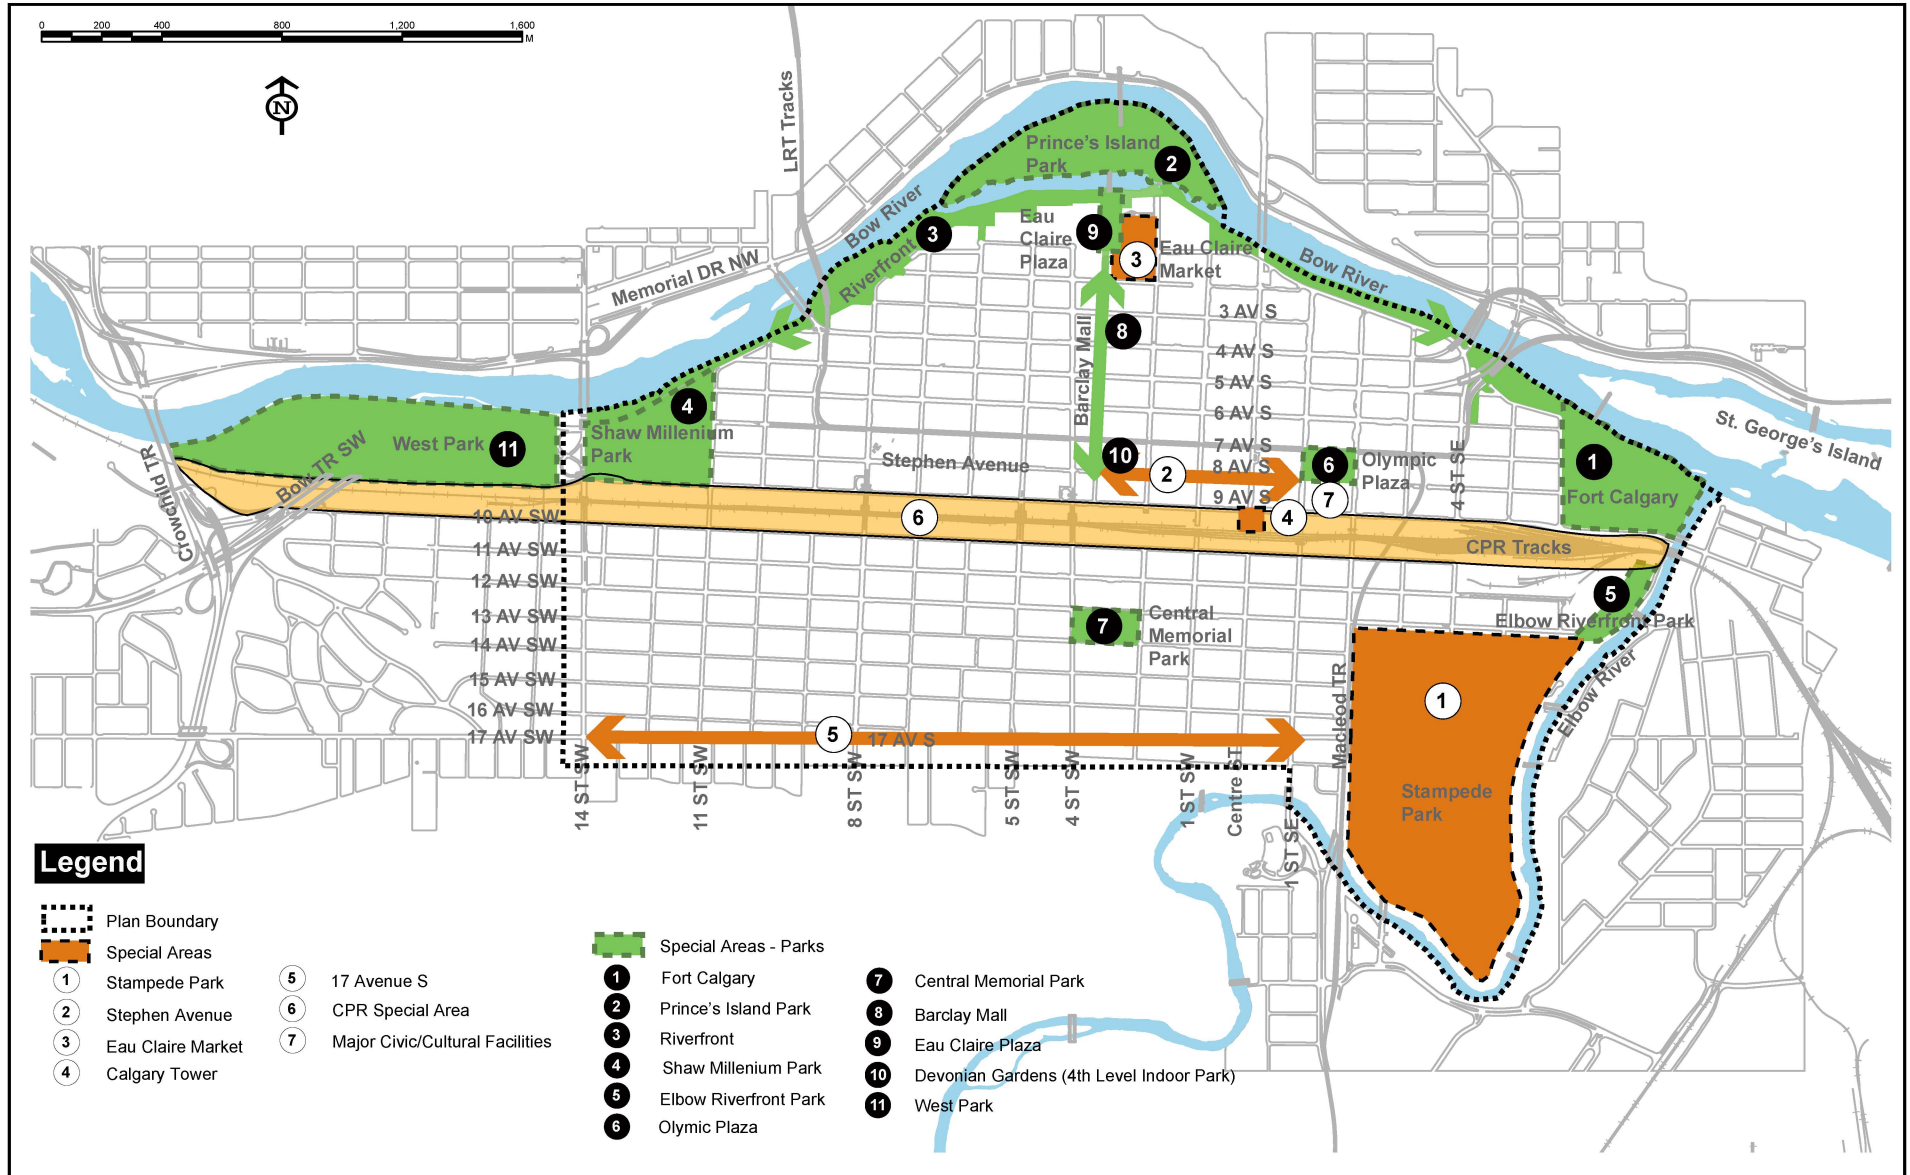 0 200 400 800 1,200 1,600
M
N
LRT Tracks
Prince's Island
Park
2
Bow River
3
Riverfront
Eau
Claire
Plaza
9
3
Eau Claire
Market
Bow River
Memorial DR NW
3 AV S
8
Barclay Mall
4 AV S
5 AV S
6 AV S
7 AV S
8 AV S
9 AV S
4
Shaw Millenium
Park
West Park
11
Bow TR SW
Crowchild TR
Stephen Avenue
10
2
6
Olympic
Plaza
7
4
4 ST SE
1
Fort Calgary
St. George's Island
6
CPR Tracks
10 AV SW
11 AV SW
12 AV SW
13 AV SW
14 AV SW
15 AV SW
16 AV SW
17 AV SW
7
Central
Memorial
Park
5
Elbow Riverfront Park
Elbow River
Macleod TR
1
Stampede
Park
5
17 AV S
14 ST SW
11 ST SW
8 ST SW
5 ST SW
4 ST SW
1 ST SW
Centre ST
1 ST SE
Legend
Plan Boundary
Special Areas
1 Stampede Park
2 Stephen Avenue
3 Eau Claire Market
4 Calgary Tower
5 17 Avenue S
6 CPR Special Area
7 Major Civic/Cultural Facilities
Special Areas - Parks
1 Fort Calgary
2 Prince's Island Park
3 Riverfront
4 Shaw Millenium Park
5 Elbow Riverfront Park
6 Olymic Plaza
7 Central Memorial Park
8 Barclay Mall
9 Eau Claire Plaza
10 Devonian Gardens (4th Level Indoor Park)
11 West Park